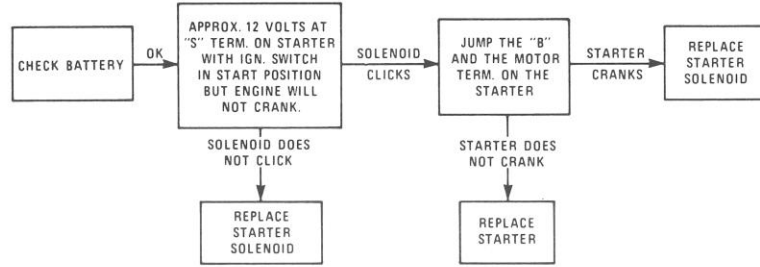 CHECK BATTERY
OK
APPROX. 12 VOLTS AT
"S" TERM. ON STARTER
WITH IGN. SWITCH
IN START POSITION
BUT ENGINE WILL
NOT CRANK.
SOLENOID
CLICKS
JUMP THE "B"
AND THE MOTOR
TERM. ON THE
STARTER
STARTER
CRANKS
REPLACE
STARTER
SOLENOID
SOLENOID DOES
NOT CLICK
STARTER DOES
NOT CRANK
REPLACE
STARTER
SOLENOID
REPLACE
STARTER